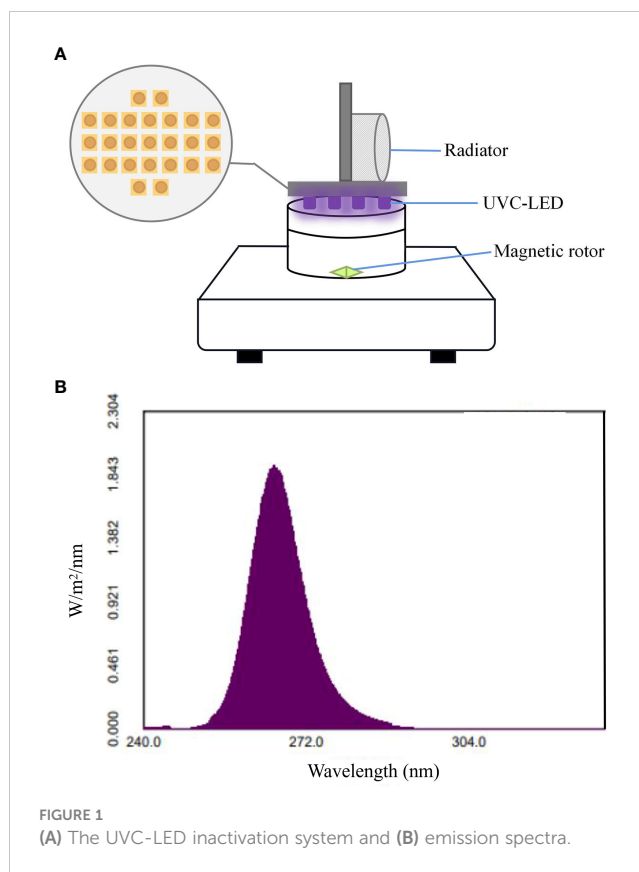 A
Radiator
UVC-LED
Magnetic rotor
B
2.304
1.843
1.382
0.921
0.461
0.000
W/m²/nm
240.0 272.0 304.0
Wavelength (nm)
FIGURE 1
(A) The UVC-LED inactivation system and (B) emission spectra.